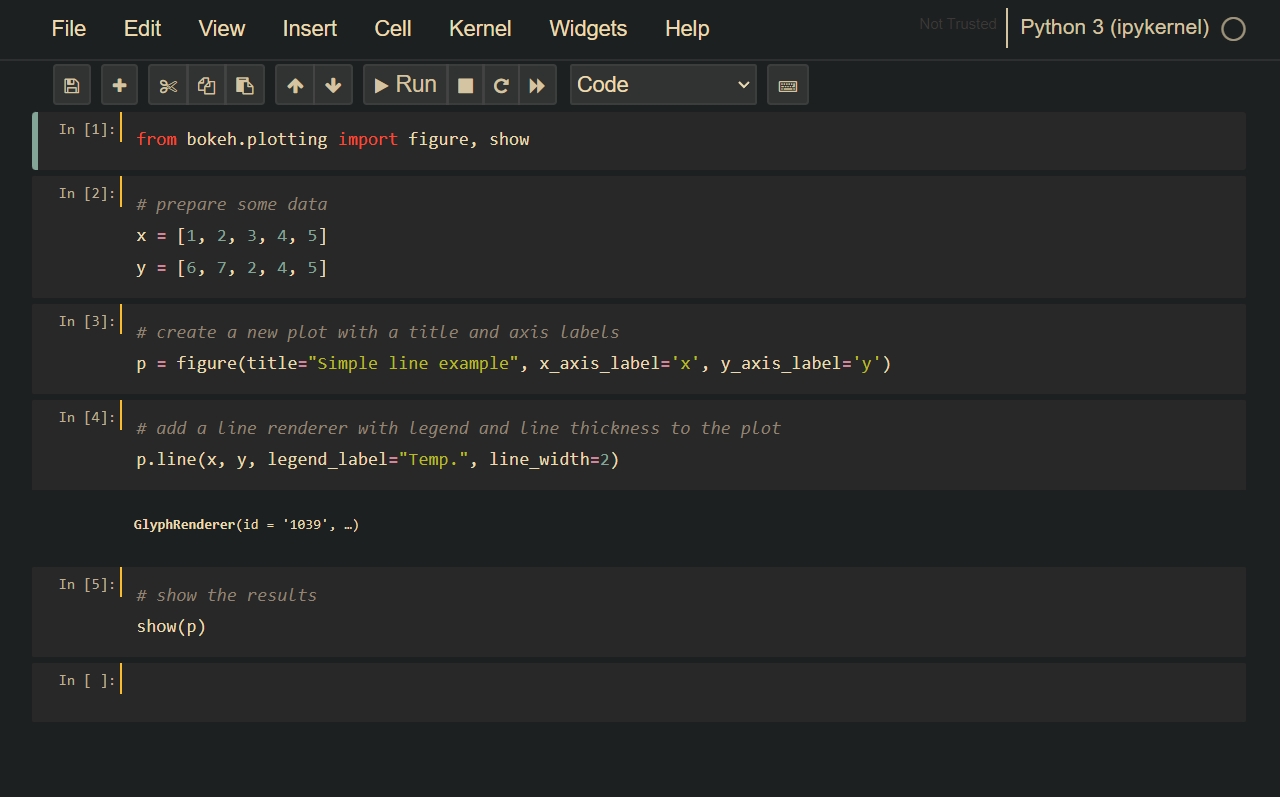 File Edit View Insert Cell Kernel Widgets Help Not Trusted Python 3 (ipykernel)
Run Code
In [1]: from bokeh.plotting import figure, show
In [2]: # prepare some data
x = [1, 2, 3, 4, 5]
y = [6, 7, 2, 4, 5]
In [3]: # create a new plot with a title and axis labels
p = figure(title="Simple line example", x_axis_label='x', y_axis_label='y')
In [4]: # add a line renderer with legend and line thickness to the plot
p.line(x, y, legend_label="Temp.", line_width=2)
GlyphRenderer(id = '1039', …)
In [5]: # show the results
show(p)
In [ ]: